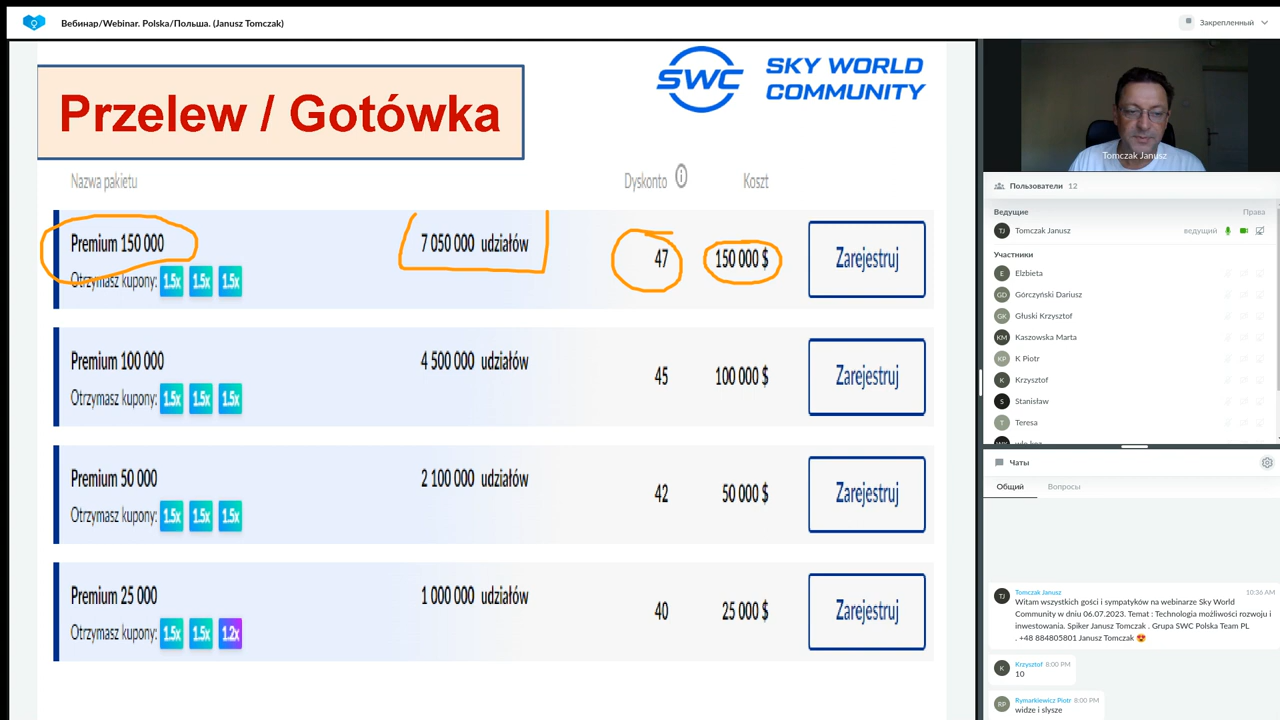 Вебинар/Webinar. Polska/Польша. (Janusz Tomczak)
Закрепленный
Przelew / Gotówka
SWC
SKY WORLD
COMMUNITY
Nazwa pakietu
Dyskonto
Koszt
Premium 150 000
7 050 000 udziałów
47
150 000 $
Zarejestruj
Otrzymasz kupony: 1.5x 1.5x 1.5x
Premium 100 000
4 500 000 udziałów
45
100 000 $
Zarejestruj
Otrzymasz kupony: 1.5x 1.5x 1.5x
Premium 50 000
2 100 000 udziałów
42
50 000 $
Zarejestruj
Otrzymasz kupony: 1.5x 1.5x 1.5x
Premium 25 000
1 000 000 udziałów
40
25 000 $
Zarejestruj
Otrzymasz kupony: 1.5x 1.5x 1.2x
Tomczak Janusz
Пользователи 12
Ведущие
Права
TJ Tomczak Janusz ведущий
Участники
E Elzbieta
GD Górczyński Dariusz
GK Głuski Krzysztof
KM Kaszowska Marta
KP K Piotr
K Krzysztof
S Stanisław
T Teresa
Чаты
Общий
Вопросы
TJ Tomczak Janusz 10:36 AM
Witam wszystkich gości i sympatyków na webinarze Sky World
Community w dniu 06.07.2023. Temat : Technologia możliwości rozwoju i
inwestowania. Spiker Janusz Tomczak . Grupa SWC Polska Team PL
. +48 884805801 Janusz Tomczak 😍
K Krzysztof 8:00 PM
10
RP Rymarkiewicz Piotr 8:00 PM
widze i slysze